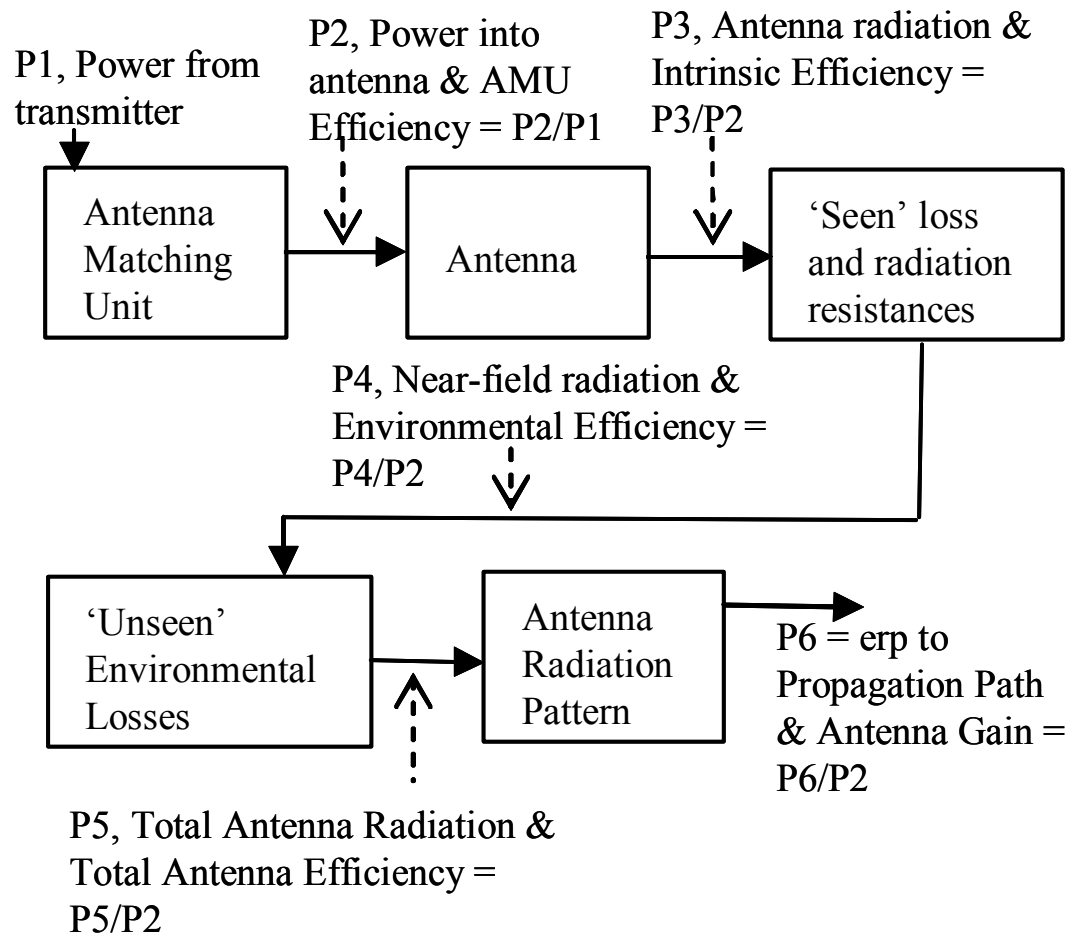 P1, Power from
transmitter
P2, Power into
antenna & AMU
Efficiency = P2/P1
P3, Antenna radiation &
Intrinsic Efficiency =
P3/P2
Antenna
Matching
Unit
Antenna
‘Seen’ loss
and radiation
resistances
P4, Near-field radiation &
Environmental Efficiency =
P4/P2
‘Unseen’
Environmental
Losses
Antenna
Radiation
Pattern
P6 = erp to
Propagation Path
& Antenna Gain =
P6/P2
P5, Total Antenna Radiation &
Total Antenna Efficiency =
P5/P2